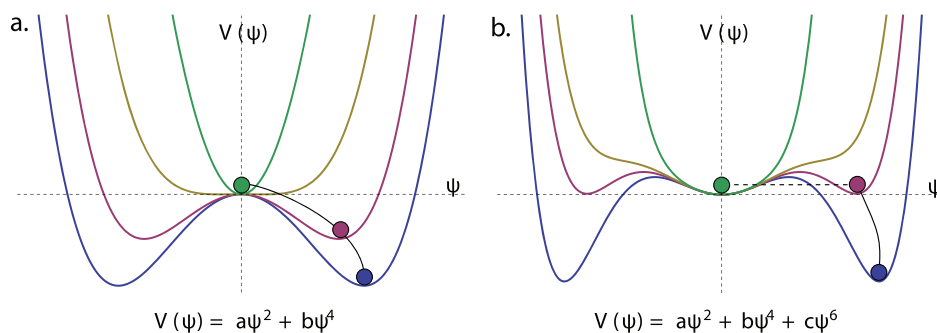 a.
V (ψ)
ψ
V (ψ) = aψ² + bψ⁴
b.
V (ψ)
ψ
V (ψ) = aψ² + bψ⁴ + cψ⁶